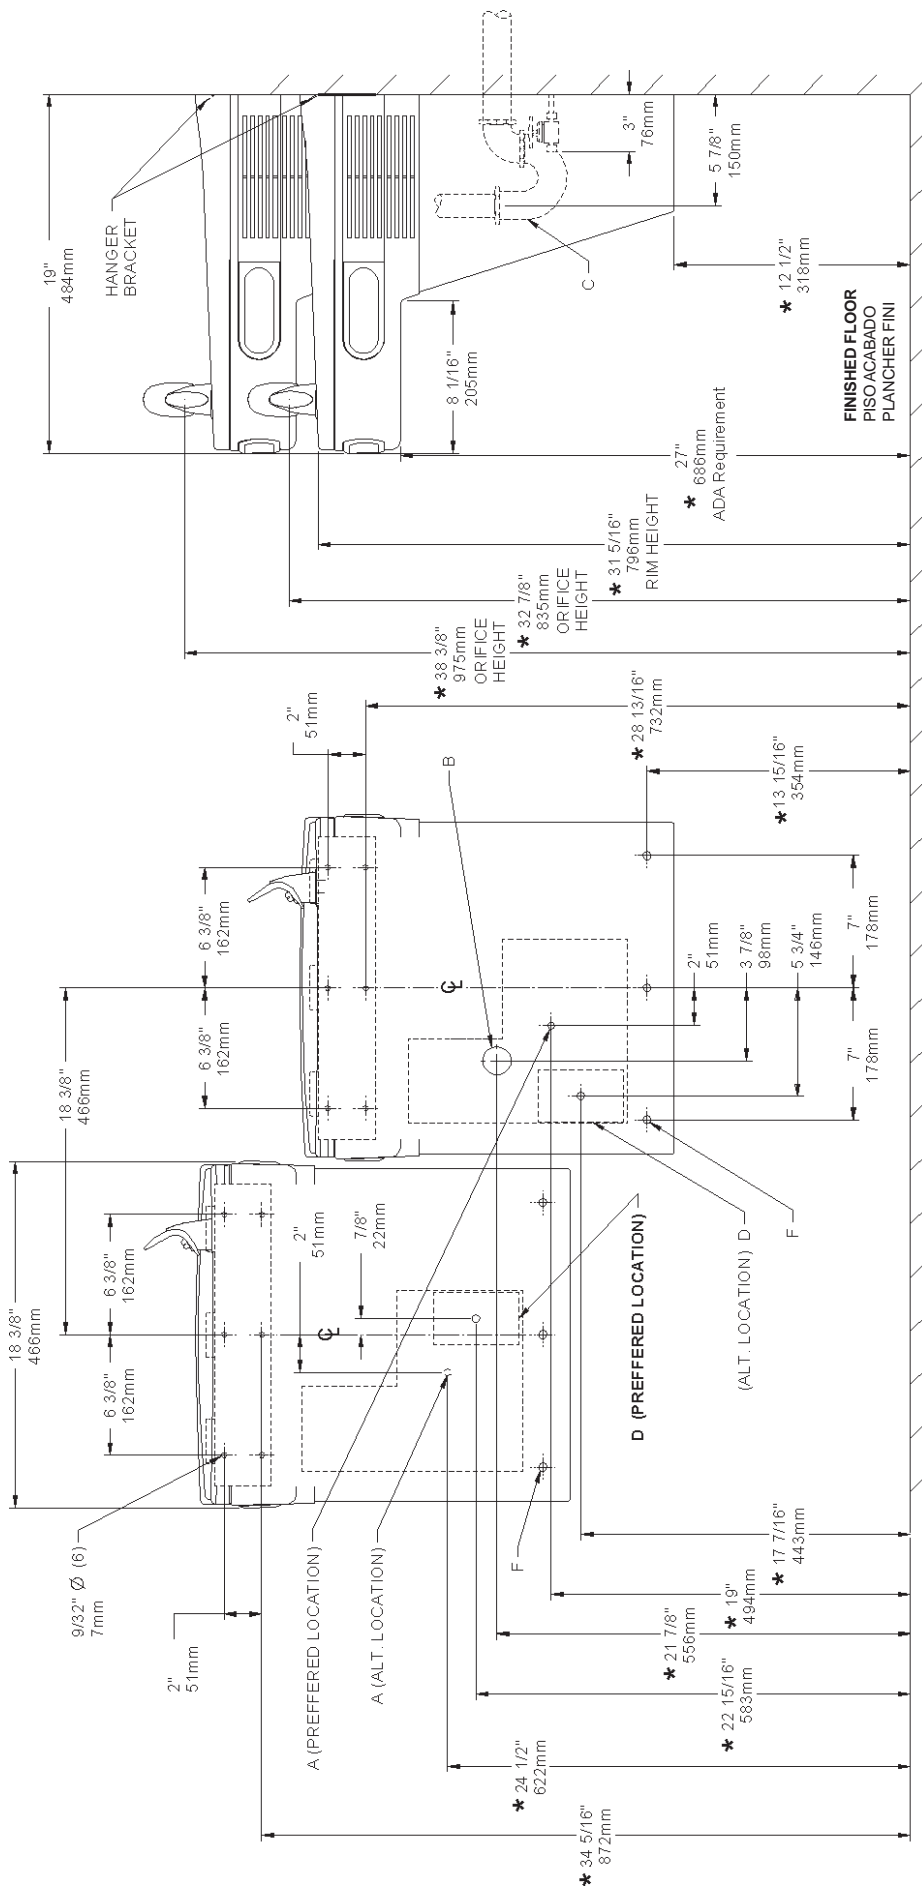 18 3/8"
466mm
18 3/8"
466mm
6 3/8"
162mm
6 3/8"
162mm
6 3/8"
162mm
6 3/8"
162mm
9/32" Ø (6)
7mm
2"
51mm
2"
51mm
2"
51mm
7/8"
22mm
℄
℄
A (PREFFERED LOCATION)
A (ALT. LOCATION)
B
F
D (PREFFERED LOCATION)
(ALT. LOCATION) D
F
2"
51mm
3 7/8"
98mm
5 3/4"
146mm
7"
178mm
7"
178mm
* 34 5/16"
872mm
* 24 1/2"
622mm
* 22 15/16"
583mm
* 21 7/8"
556mm
* 19"
494mm
* 17 7/16"
443mm
* 13 15/16"
354mm
* 28 13/16"
732mm
* 38 3/8"
975mm
ORIFICE
HEIGHT
* 32 7/8"
835mm
ORIFICE
HEIGHT
* 31 5/16"
796mm
RIM HEIGHT
27"
* 686mm
ADA Requirement
19"
484mm
HANGER
BRACKET
8 1/16"
205mm
C
3"
76mm
5 7/8"
150mm
* 12 1/2"
318mm
FINISHED FLOOR
PISO ACABADO
PLANCHER FINI